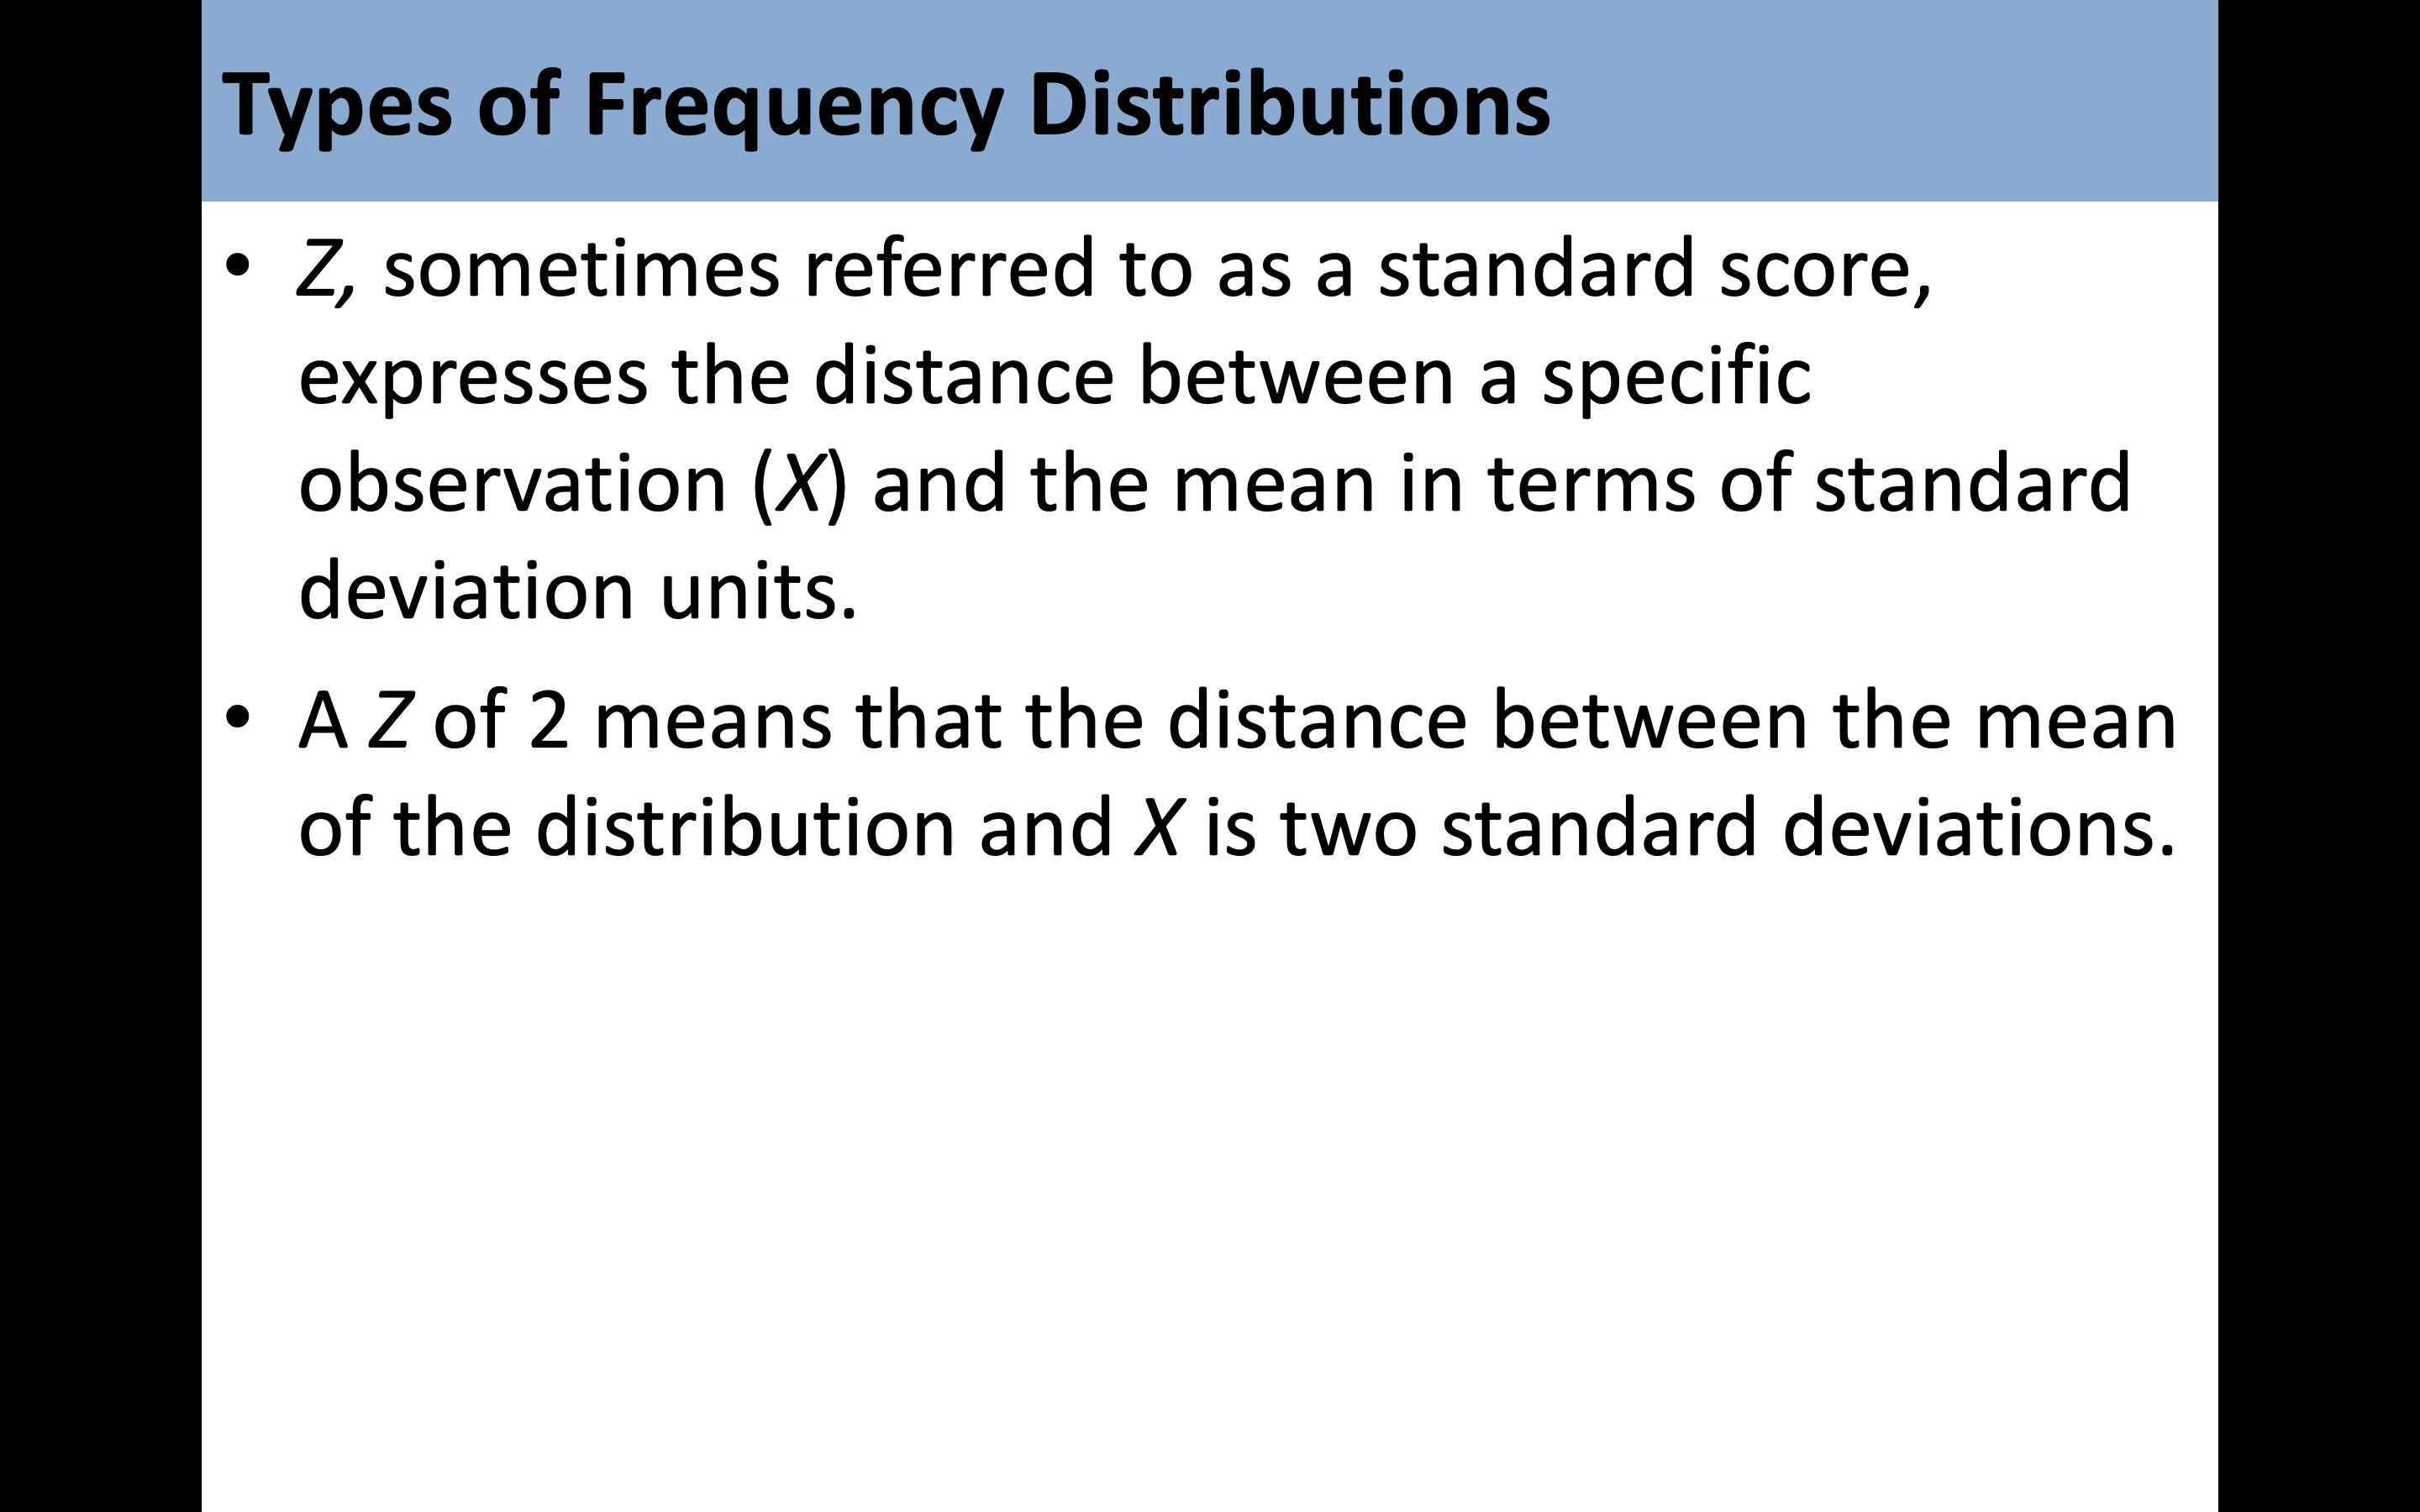 Types of Frequency Distributions
• Z, sometimes referred to as a standard score,
expresses the distance between a specific
observation (X) and the mean in terms of standard
deviation units.
• A Z of 2 means that the distance between the mean
of the distribution and X is two standard deviations.